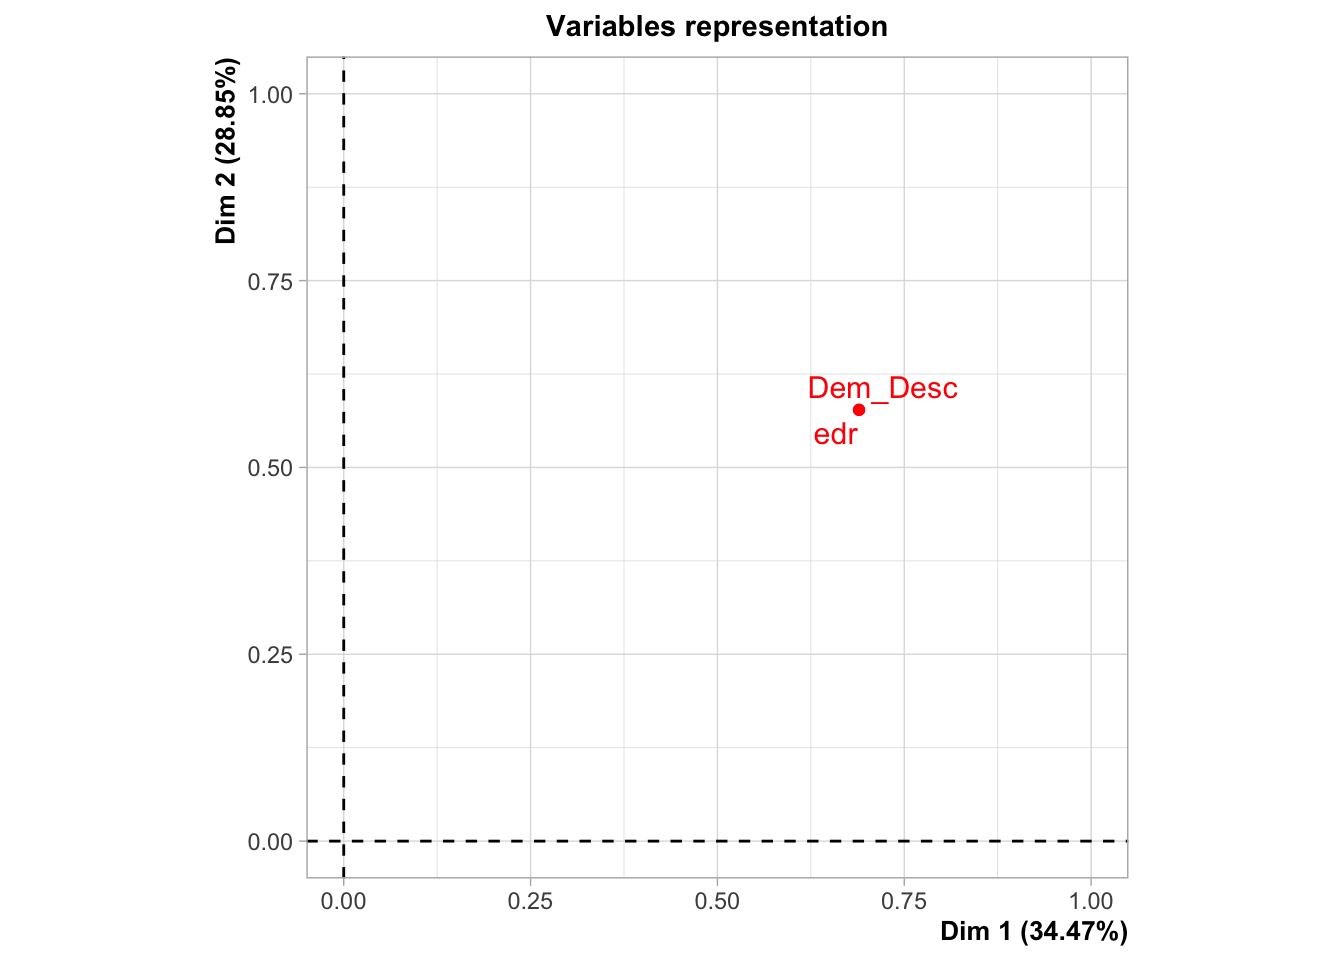 Variables representation
Dim 2 (28.85%)
1.00
0.75
0.50
0.25
0.00
Dem_Desc
edr
0.00 0.25 0.50 0.75 1.00
Dim 1 (34.47%)